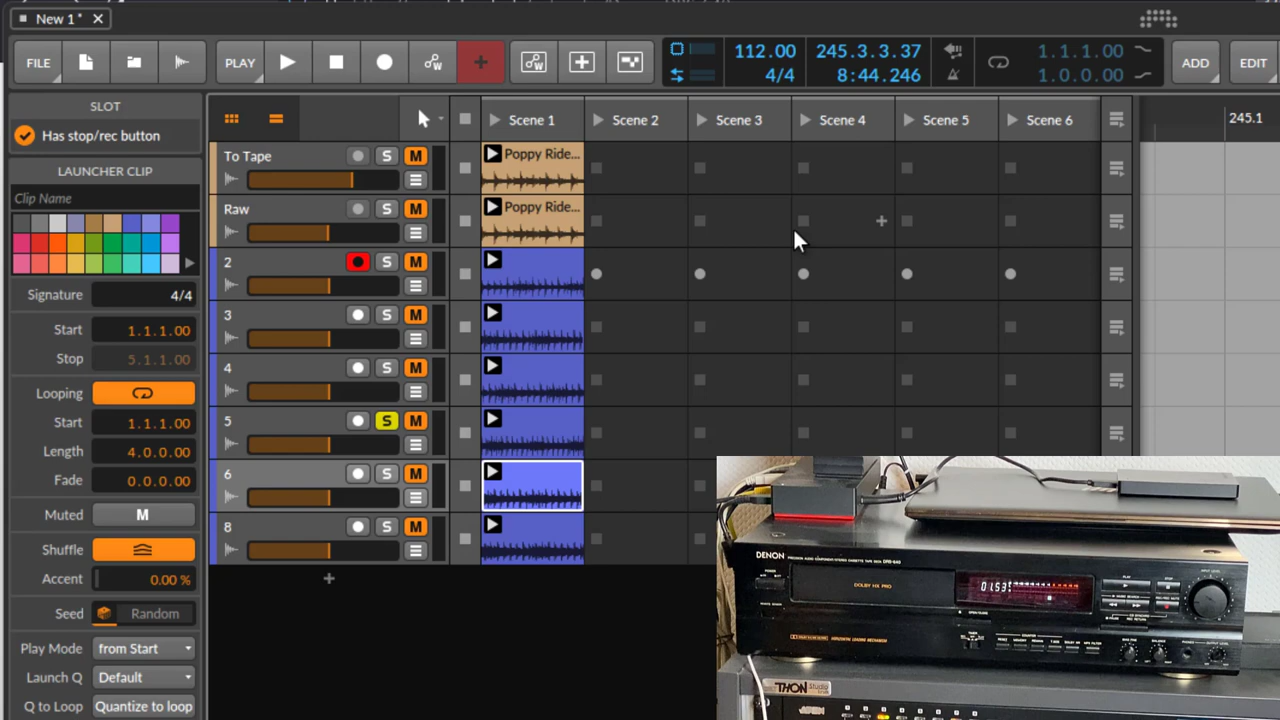 New 1*
FILE
PLAY
112.00
4/4
245.3.3.37
8:44.246
1.1.1.00
1.0.0.00
ADD
EDIT
SLOT
Has stop/rec button
LAUNCHER CLIP
Clip Name
Signature 4/4
Start 1.1.1.00
Stop 5.1.1.00
Looping
Start 1.1.1.00
Length 4.0.0.00
Fade 0.0.0.00
Muted M
Shuffle
Accent 0.00 %
Seed Random
Play Mode from Start
Launch Q Default
Q to Loop Quantize to loop
Scene 1 Scene 2 Scene 3 Scene 4 Scene 5 Scene 6
245.1
To Tape S M Poppy Ride...
Raw S M Poppy Ride...
2 S M
3 S M
4 S M
5 S M
6 S M
8 S M
DENON
DOLBY HX PRO
THON Studio